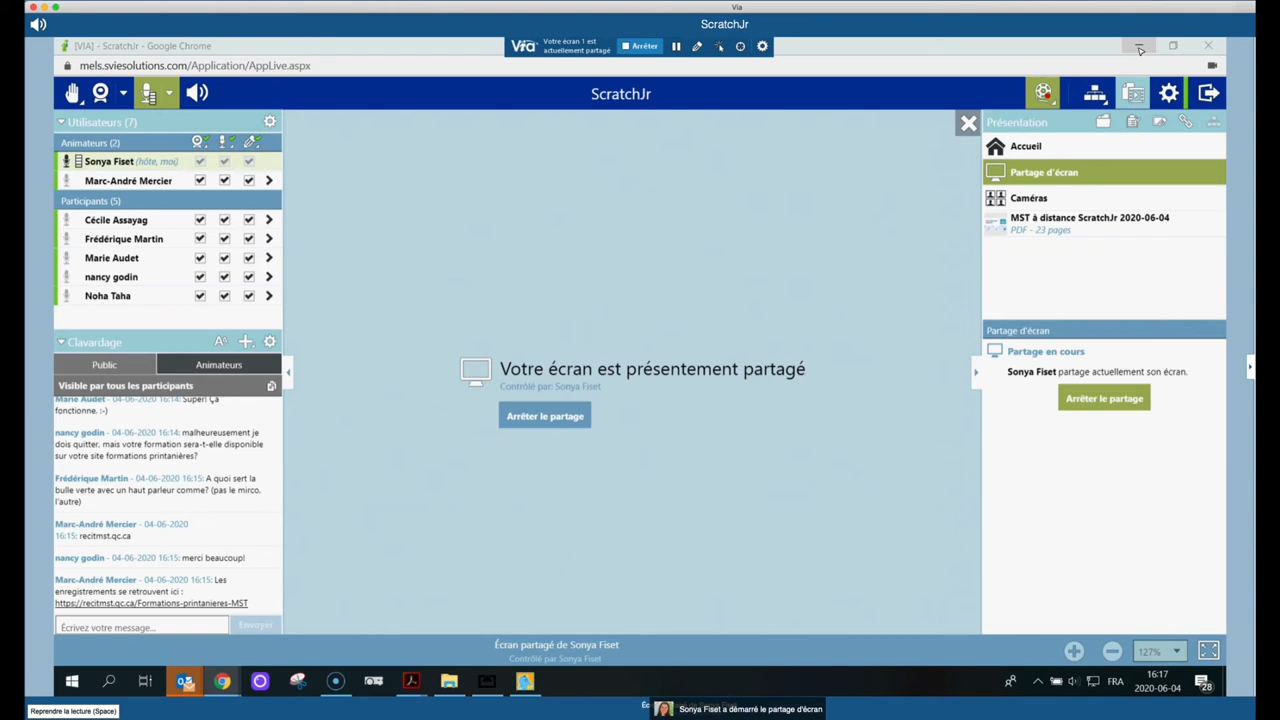 Via
ScratchJr
[VIA] - ScratchJr - Google Chrome
Via
Votre écran 1 est
actuellement partagé
Arrêter
mels.sviesolutions.com/Application/AppLive.aspx
ScratchJr
Utilisateurs (7)
Animateurs (2)
Sonya Fiset (hôte, moi)
Marc-André Mercier
Participants (5)
Cécile Assayag
Frédérique Martin
Marie Audet
nancy godin
Noha Taha
Clavardage
Public
Animateurs
Visible par tous les participants
Marie Audet - 04-06-2020 16:14: Super! Ça
fonctionne. :-)
nancy godin - 04-06-2020 16:14: malheureusement je
dois quitter, mais votre formation sera-t-elle disponible
sur votre site formations printanières?
Frédérique Martin - 04-06-2020 16:15: A quoi sert la
bulle verte avec un haut parleur comme? (pas le mirco,
l'autre)
Marc-André Mercier - 04-06-2020
16:15: recitmst.qc.ca
nancy godin - 04-06-2020 16:15: merci beaucoup!
Marc-André Mercier - 04-06-2020 16:15: Les
enregistrements se retrouvent ici :
https://recitmst.qc.ca/Formations-printanieres-MST
Écrivez votre message...
Envoyer
Votre écran est présentement partagé
Contrôlé par: Sonya Fiset
Arrêter le partage
Présentation
Accueil
Partage d'écran
Caméras
MST à distance ScratchJr 2020-06-04
PDF - 23 pages
Partage d'écran
Partage en cours
Sonya Fiset partage actuellement son écran.
Arrêter le partage
Écran partagé de Sonya Fiset
Contrôlé par Sonya Fiset
127%
FRA
16:17
2020-06-04
28
Reprendre la lecture (Space)
Sonya Fiset a démarré le partage d'écran